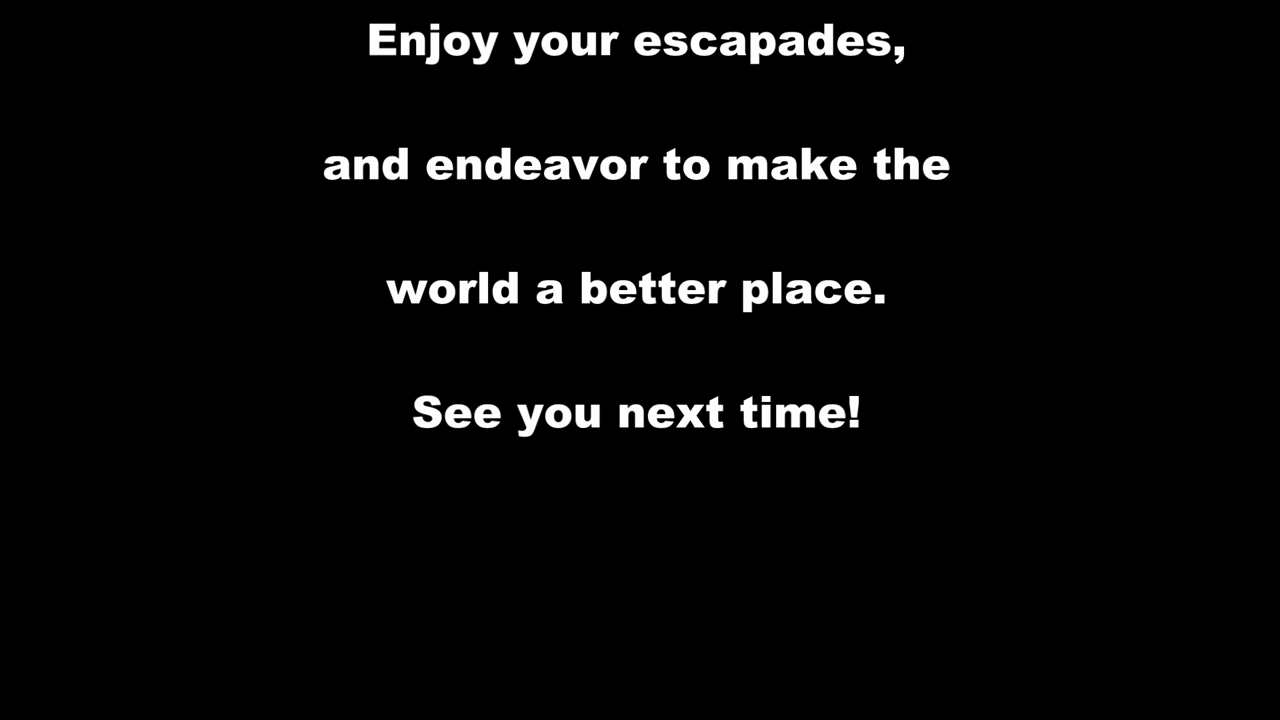 Enjoy your escapades,
and endeavor to make the
world a better place.
See you next time!